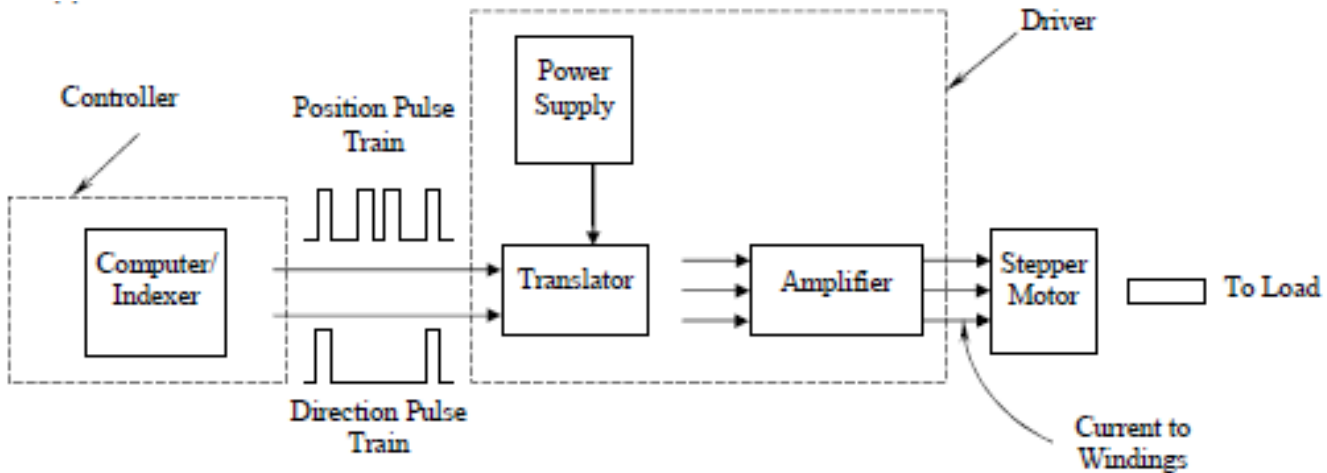 Driver
Power
Supply
Controller
Position Pulse
Train
Computer/
Indexer
Translator
Amplifier
Stepper
Motor
To Load
Direction Pulse
Train
Current to
Windings